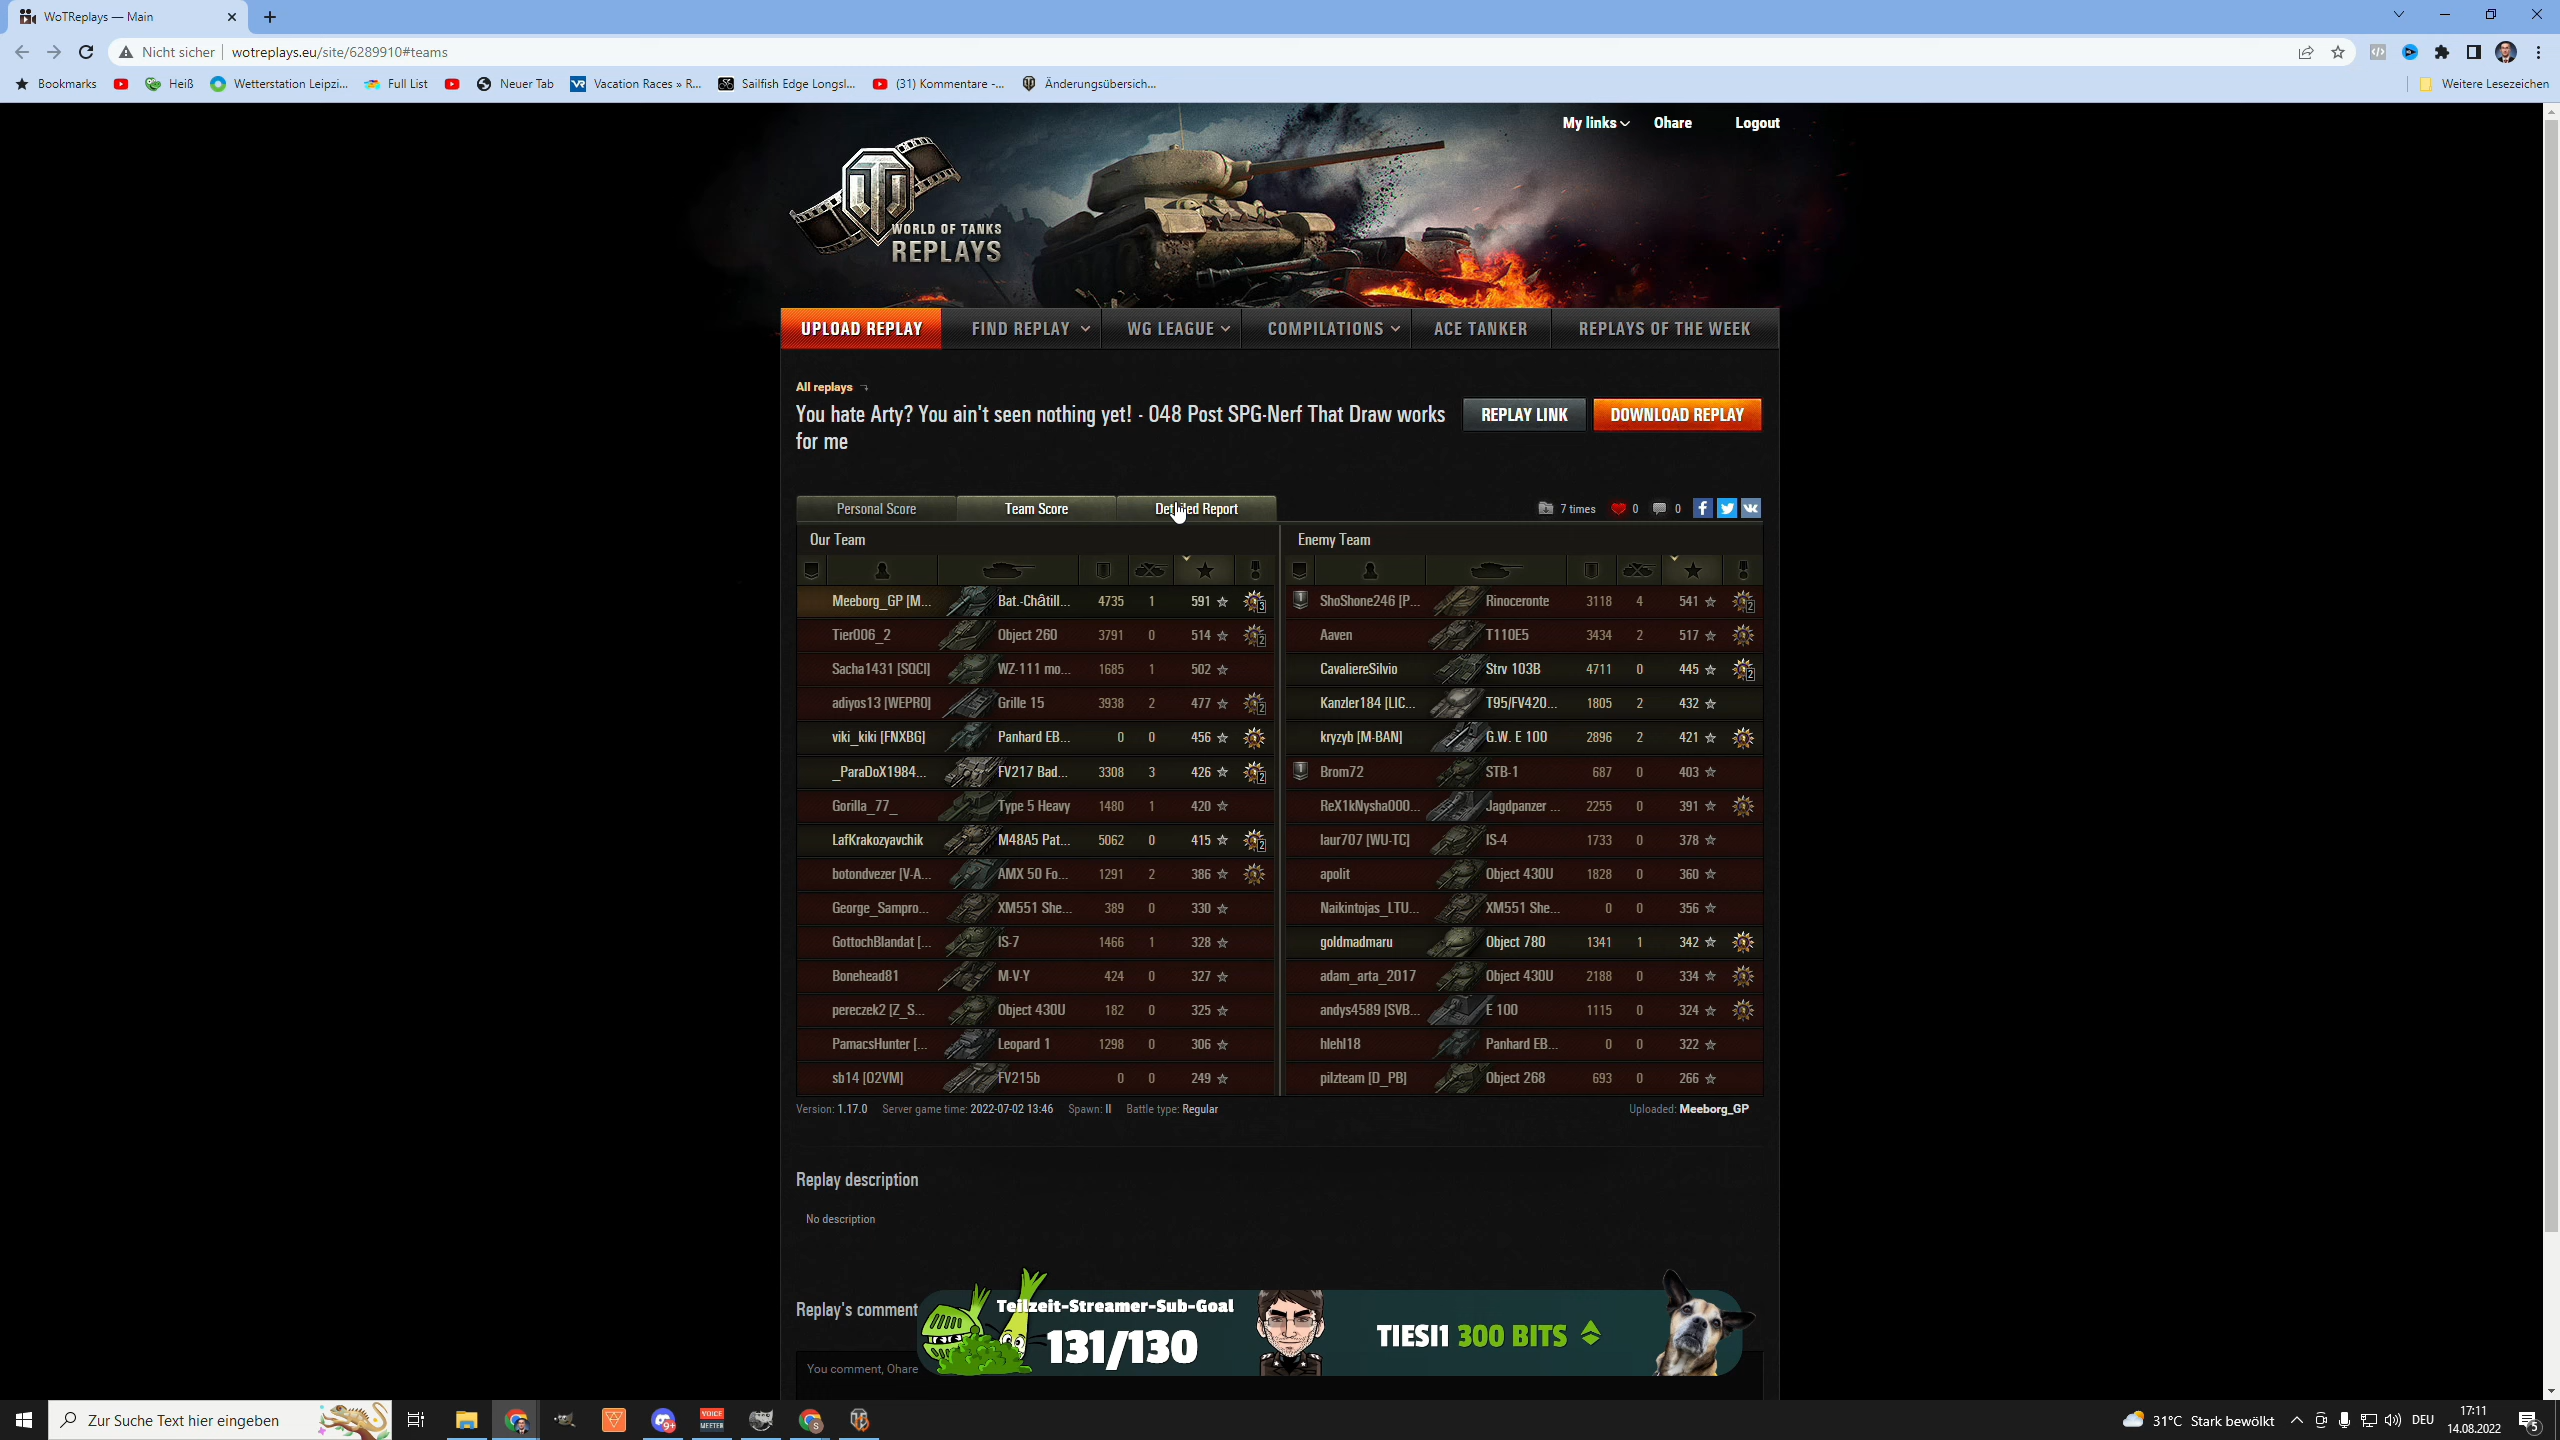 WoTReplays — Main
Nicht sicher wotreplays.eu/site/6289910#teams
Bookmarks Heiß Wetterstation Leipzi... Full List Neuer Tab Vacation Races » R... Sailfish Edge Longsl... (31) Kommentare -... Änderungsübersich... Weitere Lesezeichen
My links Ohare Logout
WORLD OF TANKS
REPLAYS
UPLOAD REPLAY FIND REPLAY WG LEAGUE COMPILATIONS ACE TANKER REPLAYS OF THE WEEK
All replays
You hate Arty? You ain't seen nothing yet! - 048 Post SPG-Nerf That Draw works
for me
REPLAY LINK DOWNLOAD REPLAY
Personal Score Team Score Detailed Report 7 times 0 0
Our Team Enemy Team
Meeborg_GP [M... Bat.-Châtill... 4735 1 591 3 ShoShone246 [P... Rinoceronte 3118 4 541 2
Tier006_2 Object 260 3791 0 514 2 Aaven T110E5 3434 2 517
Sacha1431 [SQCI] WZ-111 mo... 1685 1 502 CavaliereSilvio Strv 103B 4711 0 445 2
adiyos13 [WEPRO] Grille 15 3938 2 477 2 Kanzler184 [LIC... T95/FV420... 1805 2 432
viki_kiki [FNXBG] Panhard EB... 0 0 456 kryzyb [M-BAN] G.W. E 100 2896 2 421
_ParaDoX1984... FV217 Bad... 3308 3 426 2 Brom72 STB-1 687 0 403
Gorilla_77_ Type 5 Heavy 1480 1 420 ReX1kNysha000... Jagdpanzer ... 2255 0 391
LafKrakozyavchik M48A5 Pat... 5062 0 415 2 laur707 [WU-TC] IS-4 1733 0 378
botondvezer [V-A... AMX 50 Fo... 1291 2 386 apolit Object 430U 1828 0 360
George_Sampro... XM551 She... 389 0 330 Naikintojas_LTU... XM551 She... 0 0 356
GottochBlandat [... IS-7 1466 1 328 goldmadmaru Object 780 1341 1 342
Bonehead81 M-V-Y 424 0 327 adam_arta_2017 Object 430U 2188 0 334
pereczek2 [Z_S... Object 430U 182 0 325 andys4589 [SVB... E 100 1115 0 324
PamacsHunter [... Leopard 1 1298 0 306 hlehl18 Panhard EB... 0 0 322
sb14 [O2VM] FV215b 0 0 249 pilzteam [D_PB] Object 268 693 0 266
Version: 1.17.0 Server game time: 2022-07-02 13:46 Spawn: II Battle type: Regular Uploaded: Meeborg_GP
Replay description
No description
Replay's comment
You comment, Ohare
Teilzeit-Streamer-Sub-Goal
131/130
TIESI1 300 BITS
Zur Suche Text hier eingeben
9+
VOICE
MEETER
31°C Stark bewölkt DEU 17:11
14.08.2022
5